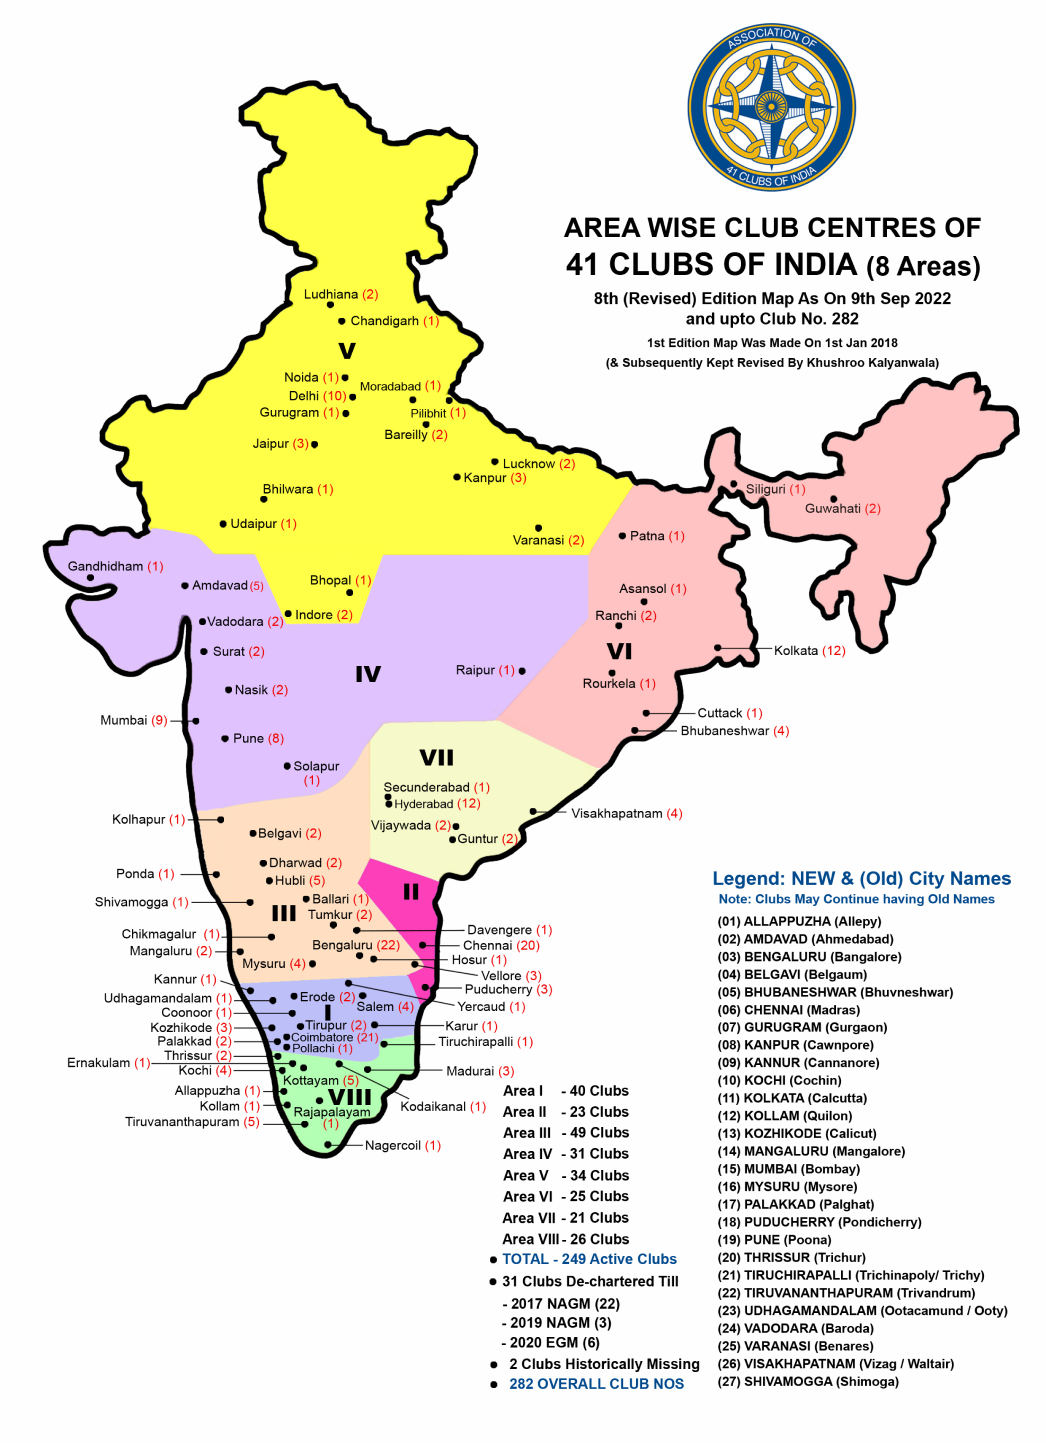 ASSOCIATION OF
41 CLUBS OF INDIA
AREA WISE CLUB CENTRES OF
41 CLUBS OF INDIA (8 Areas)
8th (Revised) Edition Map As On 9th Sep 2022
and upto Club No. 282
1st Edition Map Was Made On 1st Jan 2018
(& Subsequently Kept Revised By Khushroo Kalyanwala)
Ludhiana (2)
Chandigarh (1)
V
Noida (1)
Moradabad (1)
Delhi (10)
Gurugram (1)
Pilibhit (1)
Bareilly (2)
Jaipur (3)
Lucknow (2)
Kanpur (3)
Bhilwara (1)
Udaipur (1)
Varanasi (2)
Siliguri (1)
Guwahati (2)
Patna (1)
Gandhidham (1)
Amdavad (5)
Bhopal (1)
Indore (2)
Asansol (1)
Ranchi (2)
Vadodara (2)
VI
Kolkata (12)
Surat (2)
IV
Raipur (1)
Rourkela (1)
Nasik (2)
Cuttack (1)
Mumbai (9)
Bhubaneshwar (4)
Pune (8)
VII
Solapur
(1)
Secunderabad (1)
Hyderabad (12)
Visakhapatnam (4)
Kolhapur (1)
Vijaywada (2)
Belgavi (2)
Guntur (2)
Dharwad (2)
Ponda (1)
Hubli (5)
II
Shivamogga (1)
Ballari (1)
III
Tumkur (2)
Chikmagalur (1)
Davengere (1)
Mangaluru (2)
Bengaluru (22)
Chennai (20)
Mysuru (4)
Hosur (1)
Vellore (3)
Kannur (1)
Puducherry (3)
Udhagamandalam (1)
Erode (2)
Salem (4)
Yercaud (1)
Coonoor (1)
I
Kozhikode (3)
Tirupur (2)
Karur (1)
Palakkad (2)
Coimbatore (21)
Tiruchirapalli (1)
Pollachi (1)
Thrissur (2)
Ernakulam (1)
Kochi (4)
Madurai (3)
Kottayam (5)
Allappuzha (1)
VIII
Kollam (1)
Kodaikanal (1)
Rajapalayam
(1)
Tiruvananthapuram (5)
Nagercoil (1)
Area I - 40 Clubs
Area II - 23 Clubs
Area III - 49 Clubs
Area IV - 31 Clubs
Area V - 34 Clubs
Area VI - 25 Clubs
Area VII - 21 Clubs
Area VIII - 26 Clubs
● TOTAL - 249 Active Clubs
● 31 Clubs De-chartered Till
- 2017 NAGM (22)
- 2019 NAGM (3)
- 2020 EGM (6)
● 2 Clubs Historically Missing
● 282 OVERALL CLUB NOS
Legend: NEW & (Old) City Names
Note: Clubs May Continue having Old Names
(01) ALLAPPUZHA (Allepy)
(02) AMDAVAD (Ahmedabad)
(03) BENGALURU (Bangalore)
(04) BELGAVI (Belgaum)
(05) BHUBANESHWAR (Bhuvneshwar)
(06) CHENNAI (Madras)
(07) GURUGRAM (Gurgaon)
(08) KANPUR (Cawnpore)
(09) KANNUR (Cannanore)
(10) KOCHI (Cochin)
(11) KOLKATA (Calcutta)
(12) KOLLAM (Quilon)
(13) KOZHIKODE (Calicut)
(14) MANGALURU (Mangalore)
(15) MUMBAI (Bombay)
(16) MYSURU (Mysore)
(17) PALAKKAD (Palghat)
(18) PUDUCHERRY (Pondicherry)
(19) PUNE (Poona)
(20) THRISSUR (Trichur)
(21) TIRUCHIRAPALLI (Trichinapoly/ Trichy)
(22) TIRUVANANTHAPURAM (Trivandrum)
(23) UDHAGAMANDALAM (Ootacamund / Ooty)
(24) VADODARA (Baroda)
(25) VARANASI (Benares)
(26) VISAKHAPATNAM (Vizag / Waltair)
(27) SHIVAMOGGA (Shimoga)